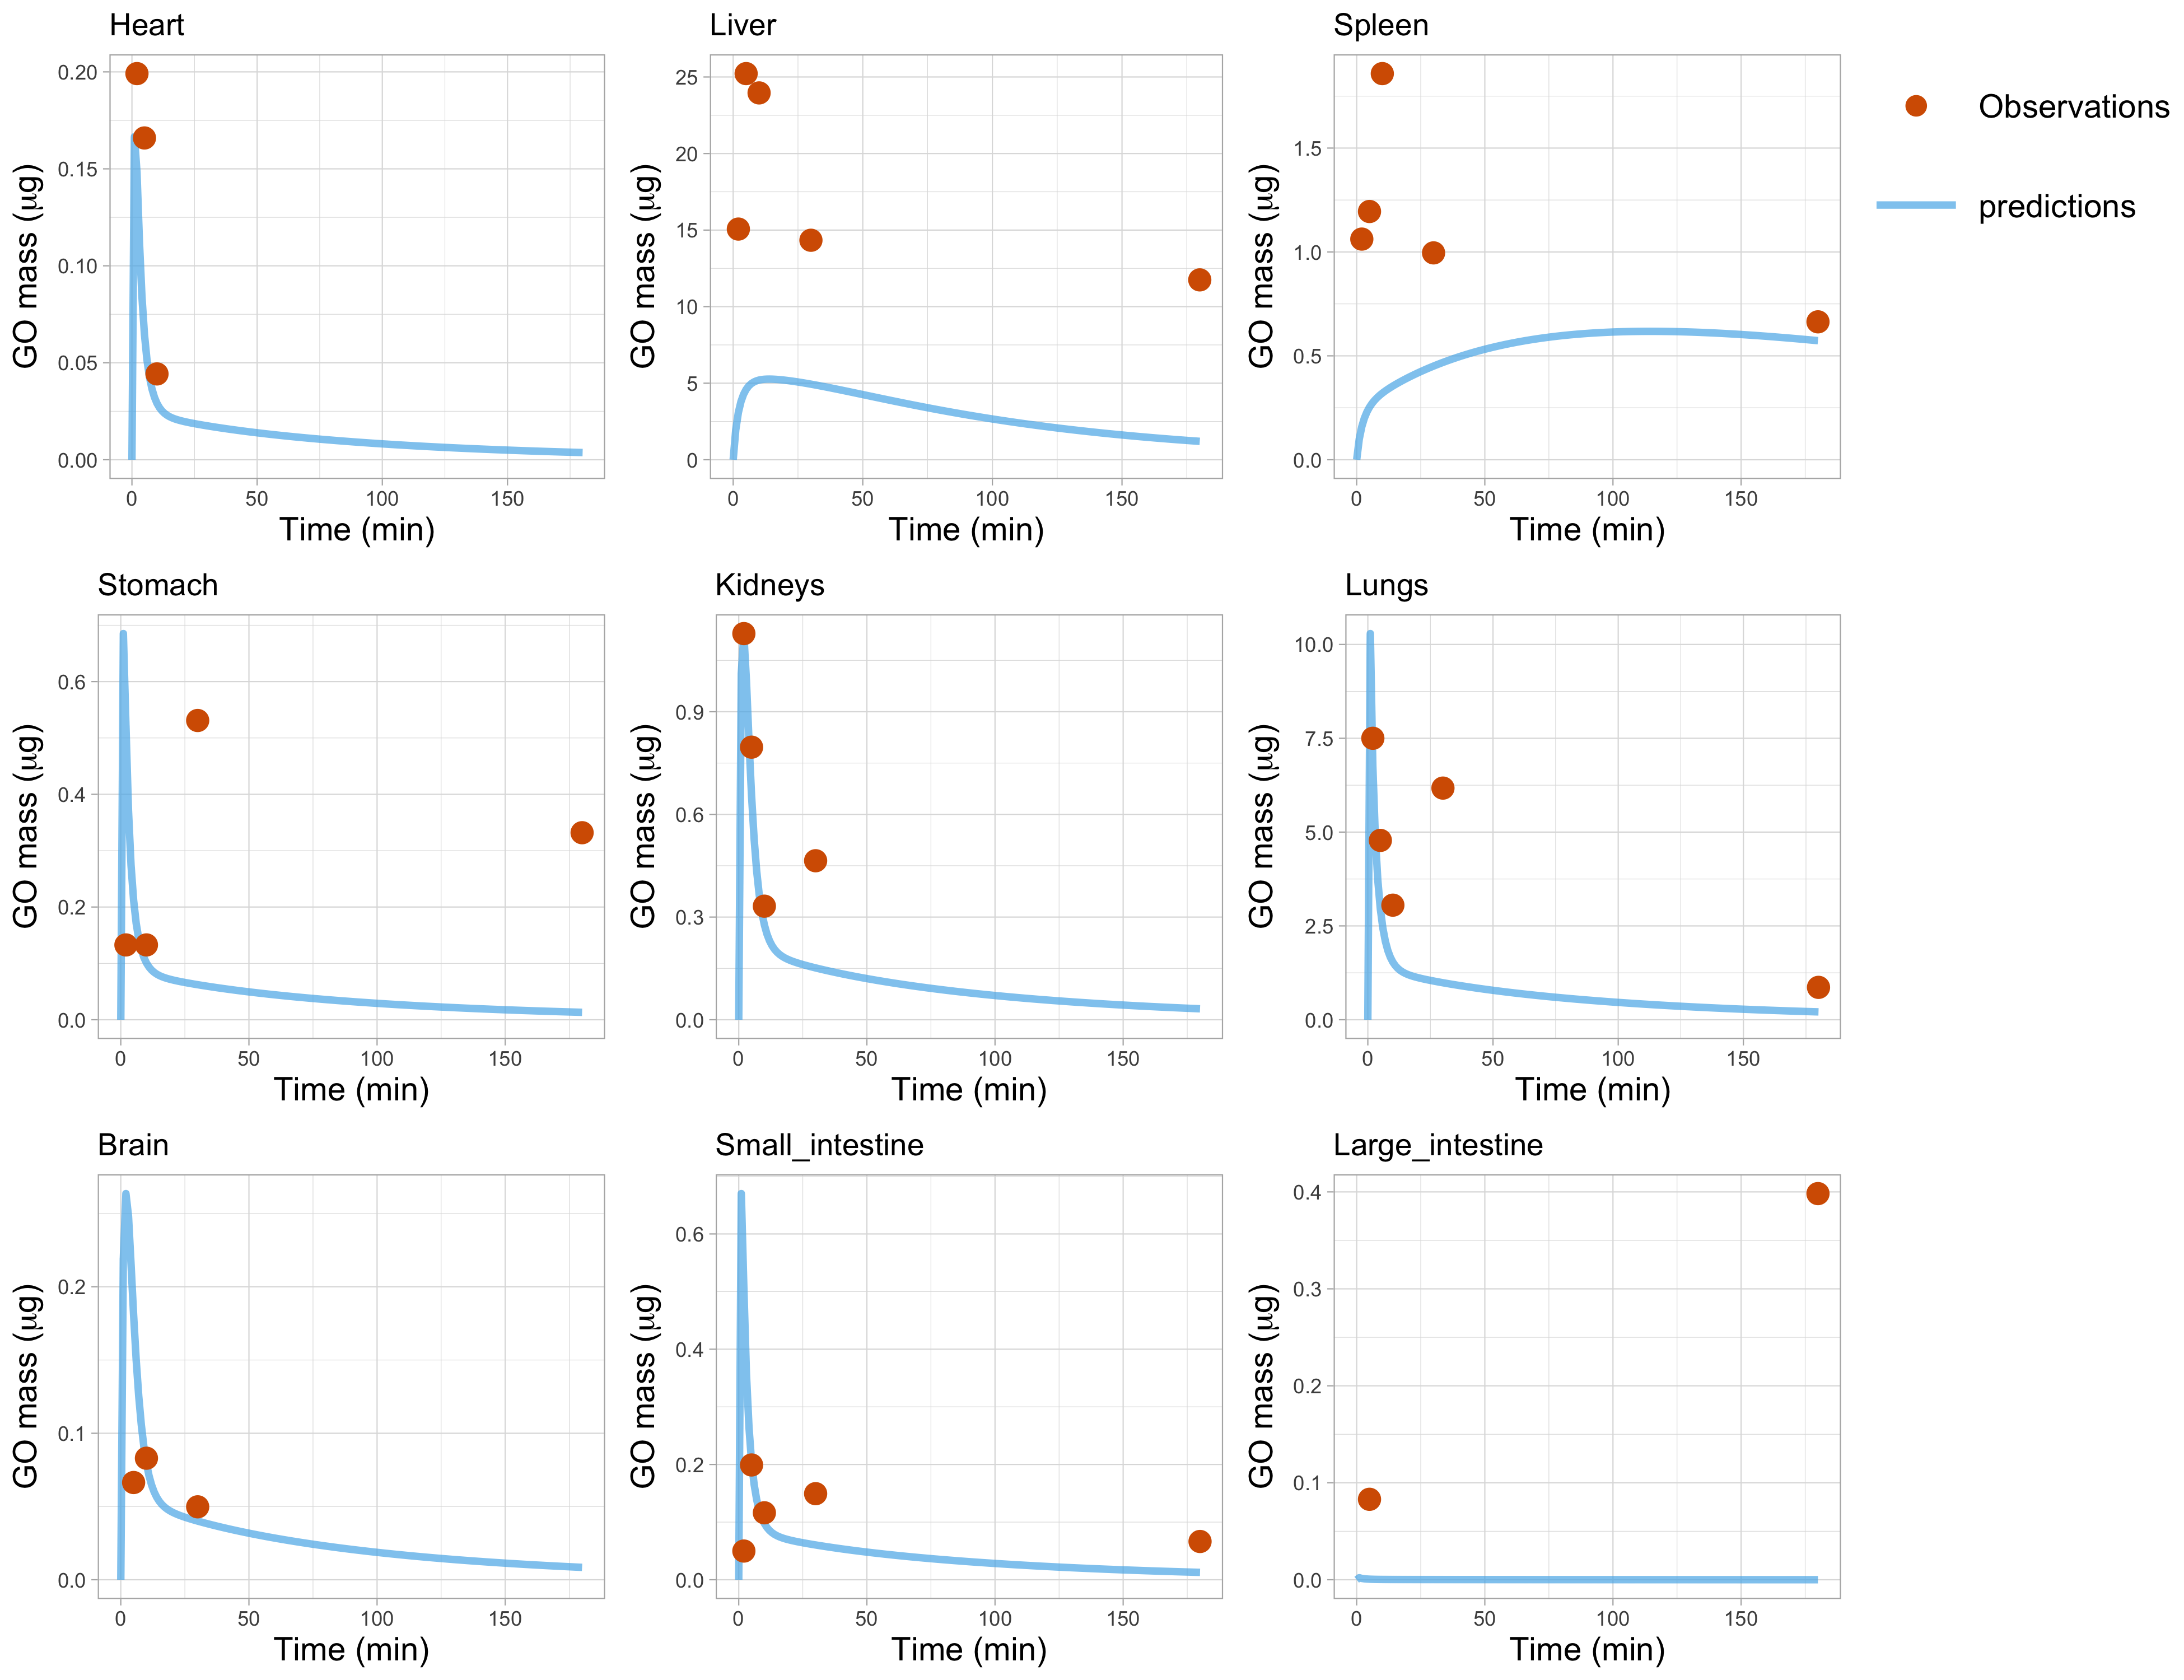 Heart
GO mass (μg)
0.20
0.15
0.10
0.05
0.00
0 50 100 150
Time (min)
Liver
GO mass (μg)
25
20
15
10
5
0
0 50 100 150
Time (min)
Spleen
GO mass (μg)
1.5
1.0
0.5
0.0
0 50 100 150
Time (min)
Observations
predictions
Stomach
GO mass (μg)
0.6
0.4
0.2
0.0
0 50 100 150
Time (min)
Kidneys
GO mass (μg)
0.9
0.6
0.3
0.0
0 50 100 150
Time (min)
Lungs
GO mass (μg)
10.0
7.5
5.0
2.5
0.0
0 50 100 150
Time (min)
Brain
GO mass (μg)
0.2
0.1
0.0
0 50 100 150
Time (min)
Small_intestine
GO mass (μg)
0.6
0.4
0.2
0.0
0 50 100 150
Time (min)
Large_intestine
GO mass (μg)
0.4
0.3
0.2
0.1
0.0
0 50 100 150
Time (min)